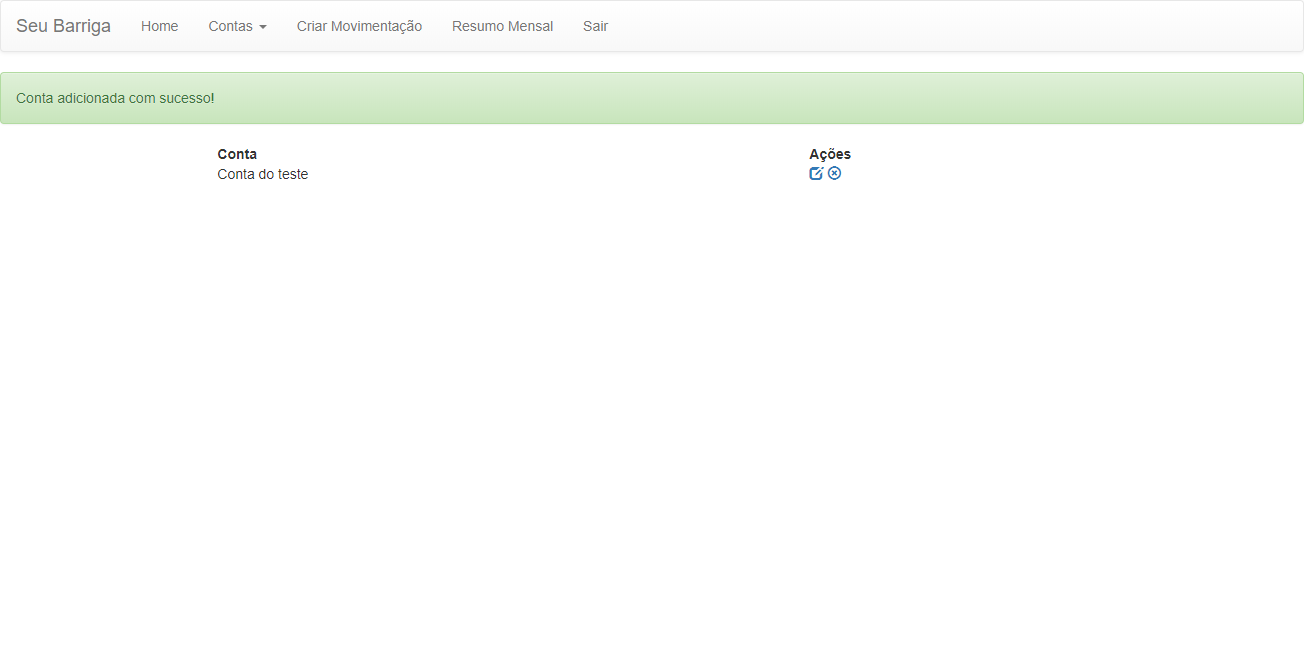 Seu Barriga Home Contas Criar Movimentação Resumo Mensal Sair
Conta adicionada com sucesso!
Conta Ações
Conta do teste